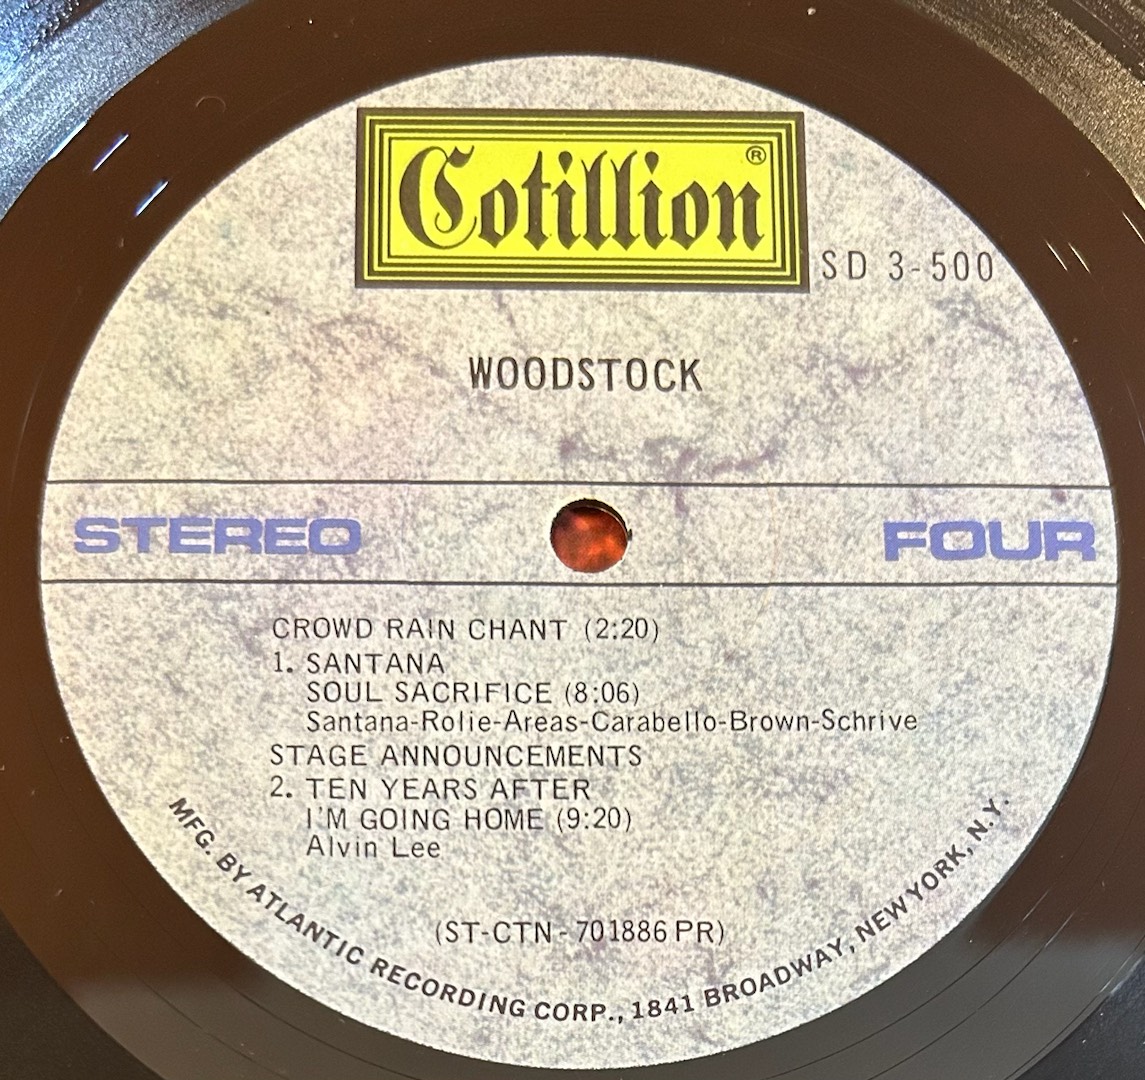 Cotillion ®
SD 3-500
WOODSTOCK
STEREO
FOUR
CROWD RAIN CHANT (2:20)
1. SANTANA
SOUL SACRIFICE (8:06)
Santana-Rolie-Areas-Carabello-Brown-Schrive
STAGE ANNOUNCEMENTS
2. TEN YEARS AFTER
I'M GOING HOME (9:20)
Alvin Lee
(ST-CTN-701886 PR)
MFG. BY ATLANTIC RECORDING CORP., 1841 BROADWAY, NEW YORK, N.Y.